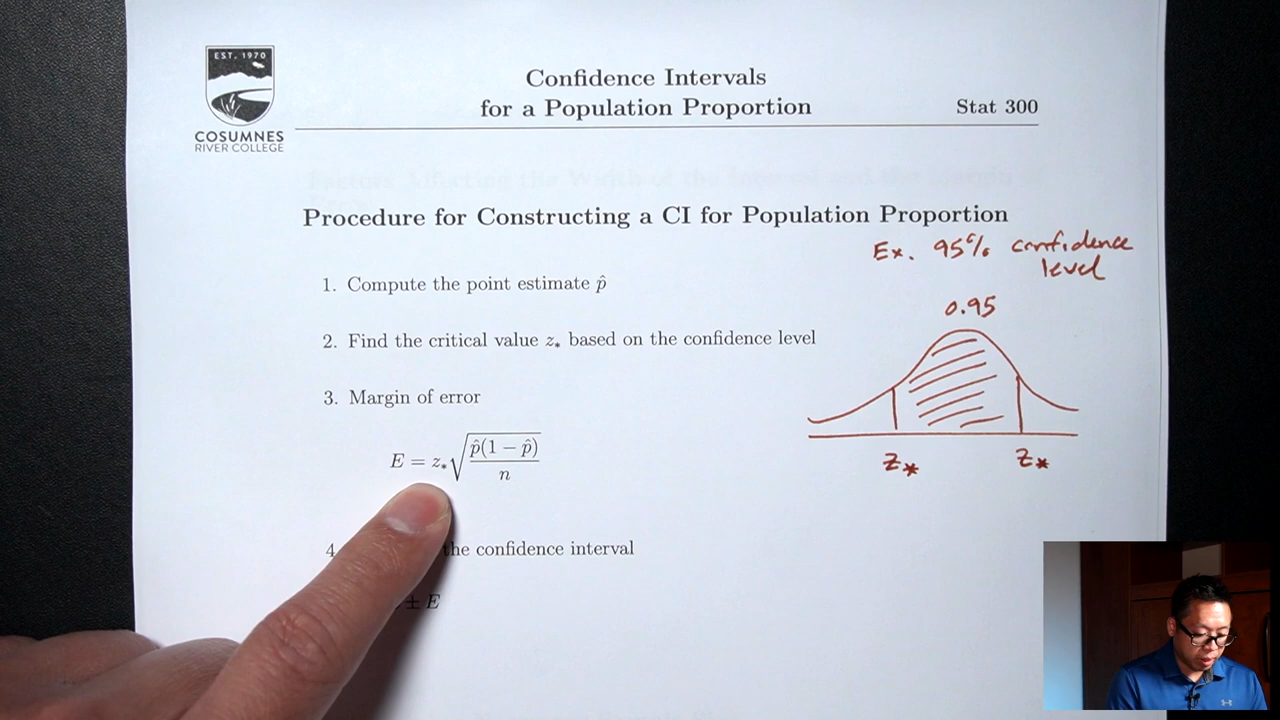 EST. 1970
COSUMNES
RIVER COLLEGE
Confidence Intervals
for a Population Proportion
Stat 300
Procedure for Constructing a CI for Population Proportion
Ex. 95% confidence
level
1. Compute the point estimate p̂
0.95
2. Find the critical value z* based on the confidence level
3. Margin of error
E = z*√(p̂(1 − p̂)/n)
z* z*
4 the confidence interval
± E